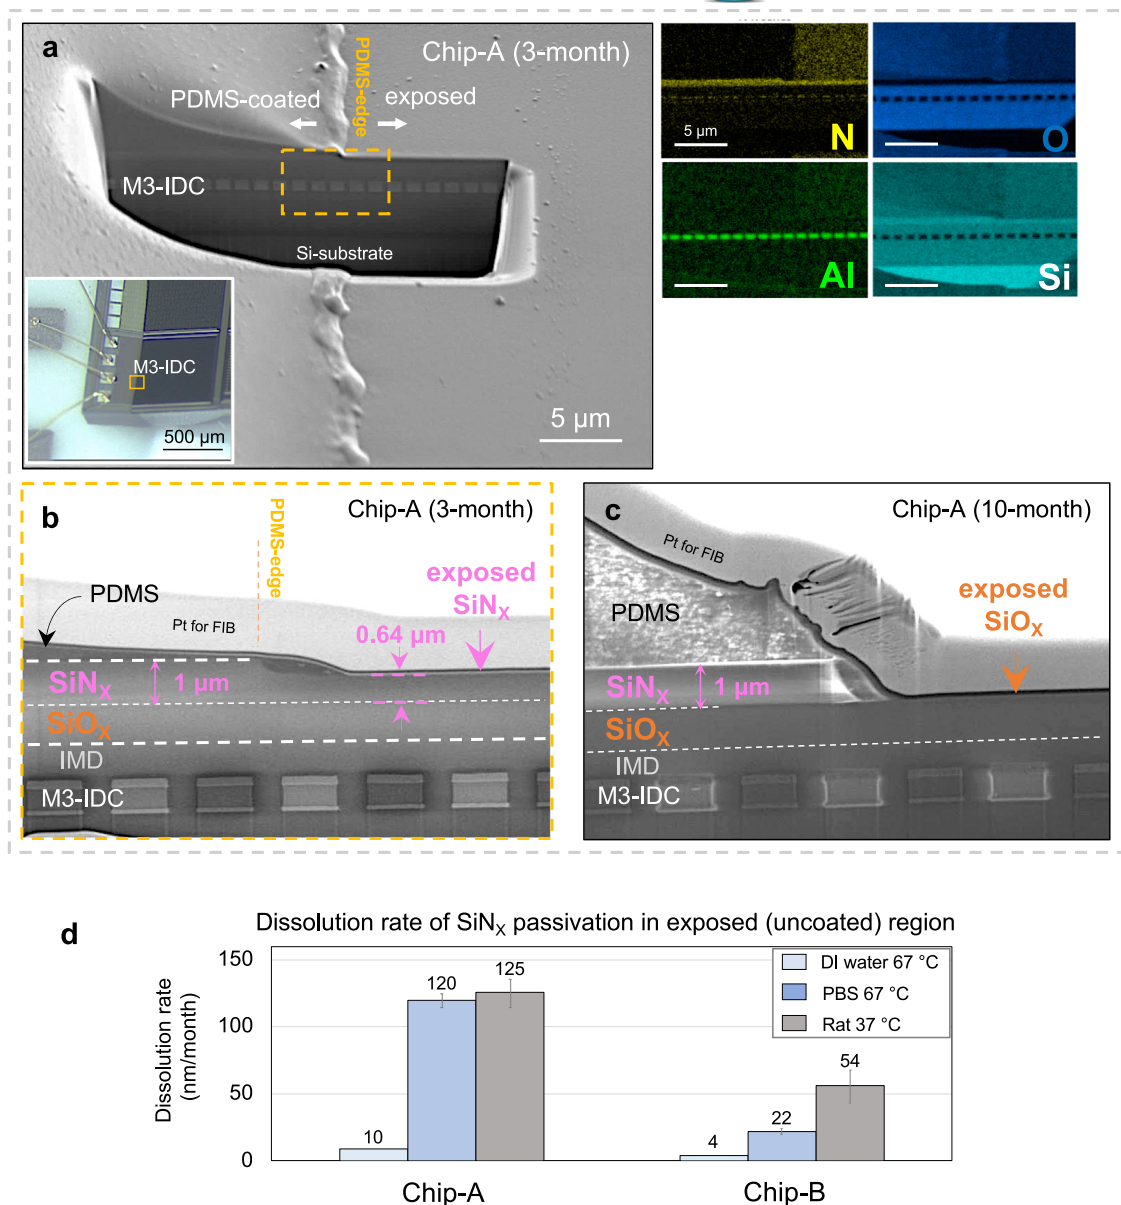 a
Chip-A (3-month)
PDMS-edge
PDMS-coated
exposed
M3-IDC
Si-substrate
M3-IDC
500 µm
5 µm
5 µm
N
O
Al
Si
b
Chip-A (3-month)
PDMS-edge
PDMS
Pt for FIB
exposed
SiNX
0.64 µm
SiNX
1 µm
SiOX
IMD
M3-IDC
c
Chip-A (10-month)
Pt for FIB
PDMS
exposed
SiOX
SiNX
1 µm
SiOX
IMD
M3-IDC
d
Dissolution rate of SiNX passivation in exposed (uncoated) region
Dissolution rate
(nm/month)
150
100
50
0
10
120
125
4
22
54
DI water 67 °C
PBS 67 °C
Rat 37 °C
Chip-A
Chip-B